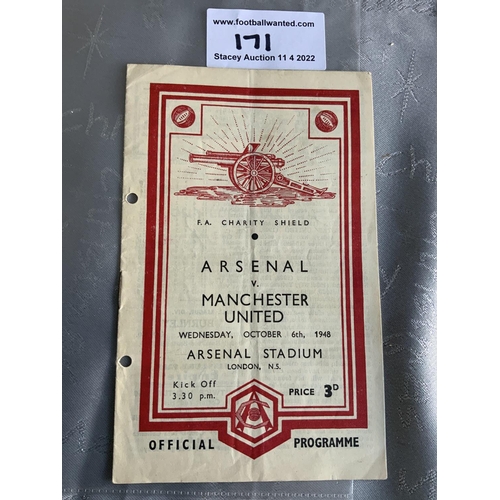 www.footballwanted.com
171
Stacey Auction 11 4 2022
F.A. CHARITY SHIELD
ARSENAL
v.
MANCHESTER
UNITED
WEDNESDAY, OCTOBER 6th, 1948
ARSENAL STADIUM
LONDON, N.5.
Kick Off
3.30 p.m.
PRICE 3D
OFFICIAL PROGRAMME